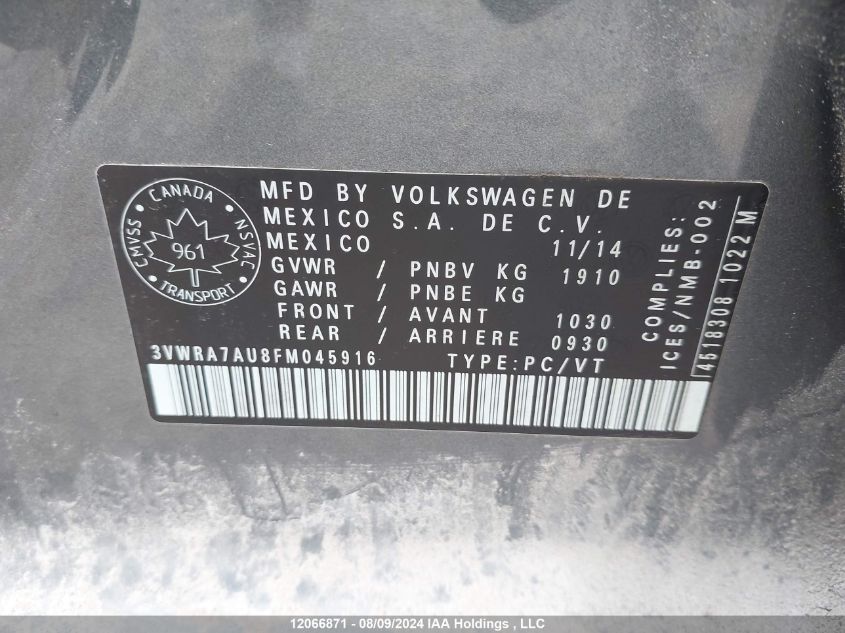 CANADA
CMVSS
NSVAC
961
TRANSPORT
MFD BY VOLKSWAGEN DE
MEXICO S.A. DE C.V.
MEXICO 11/14
GVWR / PNBV KG 1910
GAWR / PNBE KG
FRONT / AVANT 1030
REAR / ARRIERE 0930
3VWRA7AU8FM045916 TYPE:PC/VT
COMPLIES:
ICES/NMB-002
4518308 1022 M
12066871 - 08/09/2024 IAA Holdings , LLC